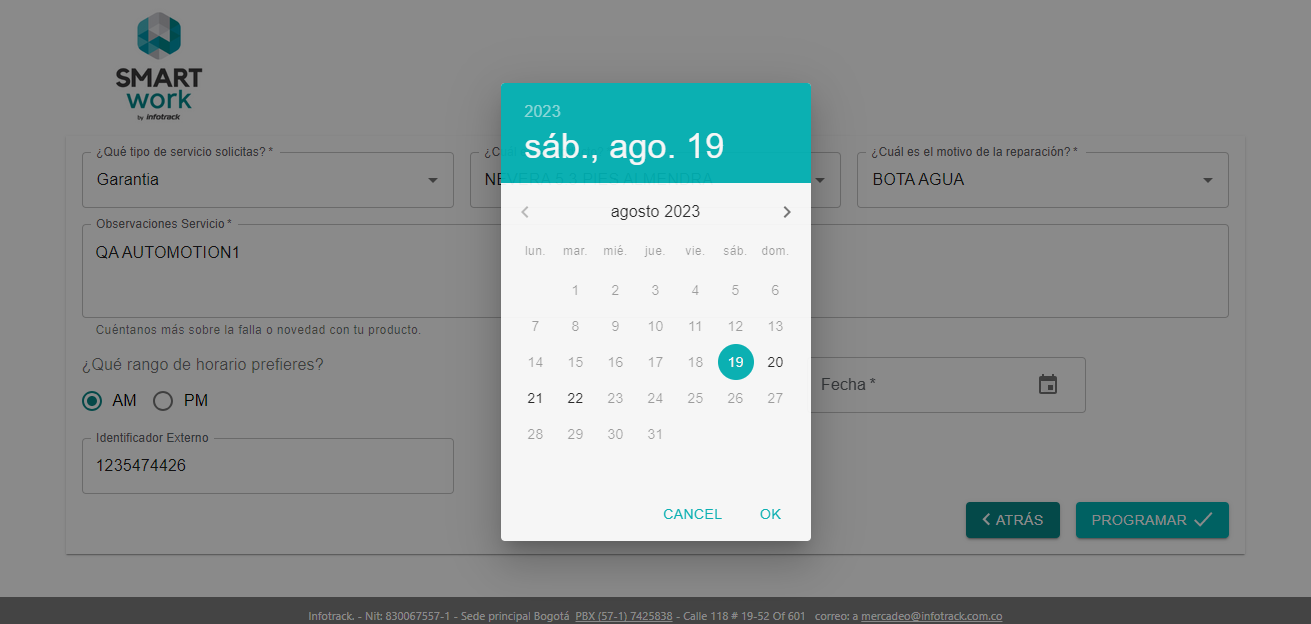 SMART
work
by infotrack
¿Qué tipo de servicio solicitas? *
Garantia
¿C
NEVERA 5.3 PIES ALMENDRA
¿Cuál es el motivo de la reparación? *
BOTA AGUA
Observaciones Servicio *
QA AUTOMOTION1
Cuéntanos más sobre la falla o novedad con tu producto.
¿Qué rango de horario prefieres?
AM PM
Fecha *
Identificador Externo
1235474426
2023
sáb., ago. 19
agosto 2023
lun. mar. mié. jue. vie. sáb. dom.
1 2 3 4 5 6
7 8 9 10 11 12 13
14 15 16 17 18 19 20
21 22 23 24 25 26 27
28 29 30 31
CANCEL OK
ATRÁS PROGRAMAR
Infotrack. - Nit: 830067557-1 - Sede principal Bogotá PBX (57-1) 7425838 - Calle 118 # 19-52 Of 601 correo: a mercadeo@infotrack.com.co